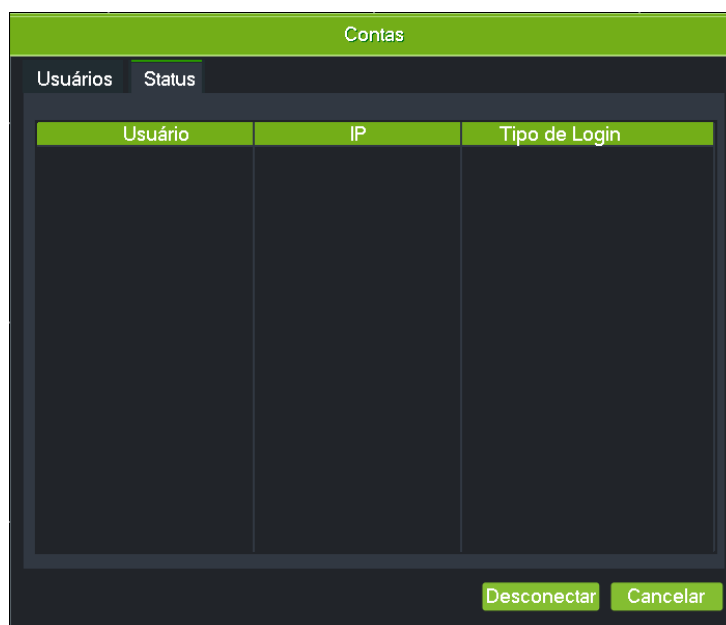 Contas
Usuários Status
Usuário IP Tipo de Login
Desconectar Cancelar